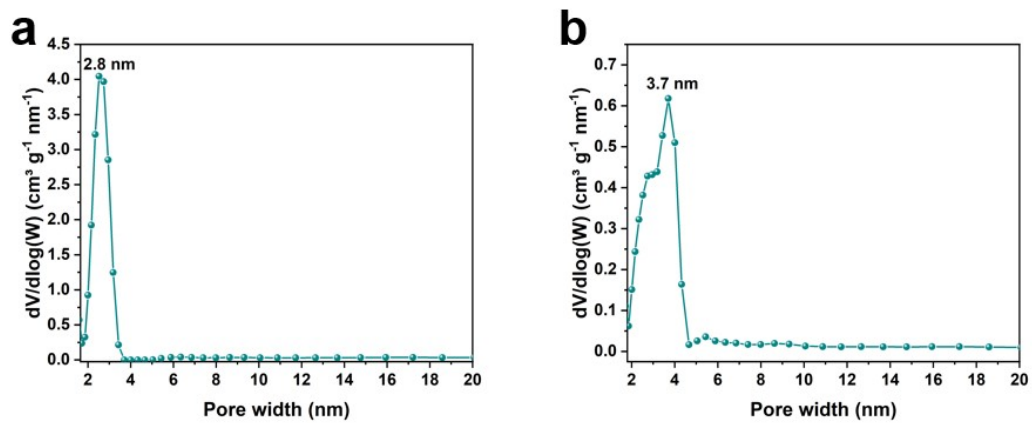 a
4.5
4.0
3.5
3.0
2.5
2.0
1.5
1.0
0.5
0.0
dV/dlog(W) (cm³ g⁻¹ nm⁻¹)
2.8 nm
2 4 6 8 10 12 14 16 18 20
Pore width (nm)
b
0.7
0.6
0.5
0.4
0.3
0.2
0.1
0.0
dV/dlog(W) (cm³ g⁻¹ nm⁻¹)
3.7 nm
2 4 6 8 10 12 14 16 18 20
Pore width (nm)